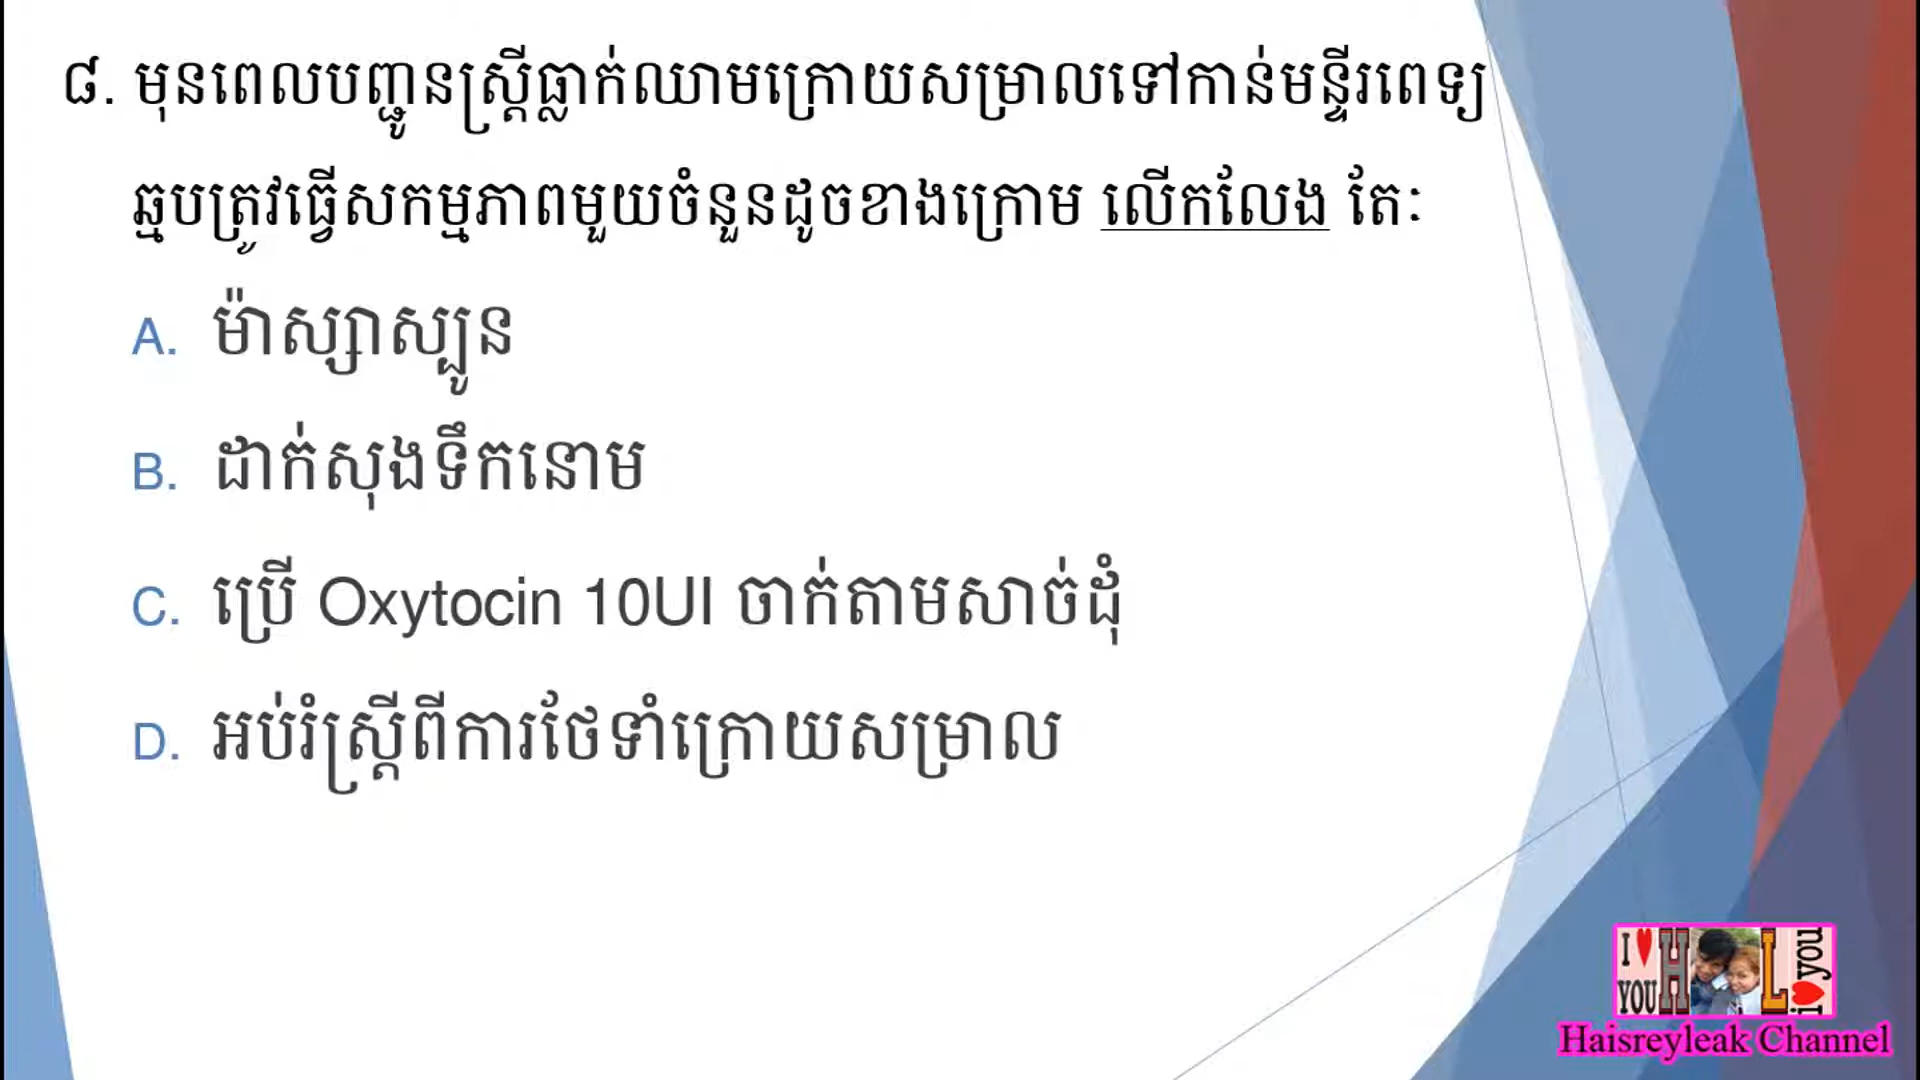 ៨. មុនពេលបញ្ជូនស្ត្រីធ្លាក់ឈាមក្រោយសម្រាលទៅកាន់មន្ទីរពេទ្យ
ឆ្មបត្រូវធ្វើសកម្មភាពមួយចំនួនដូចខាងក្រោម លើកលែង តែៈ
A. ម៉ាស្សាស្បូន
B. ដាក់សុងទឹកនោម
C. ប្រើ Oxytocin 10UI ចាក់តាមសាច់ដុំ
D. អប់រំស្ត្រីពីការថែទាំក្រោយសម្រាល
I ♥ YOU H L i ♥ you
Haisreyleak Channel